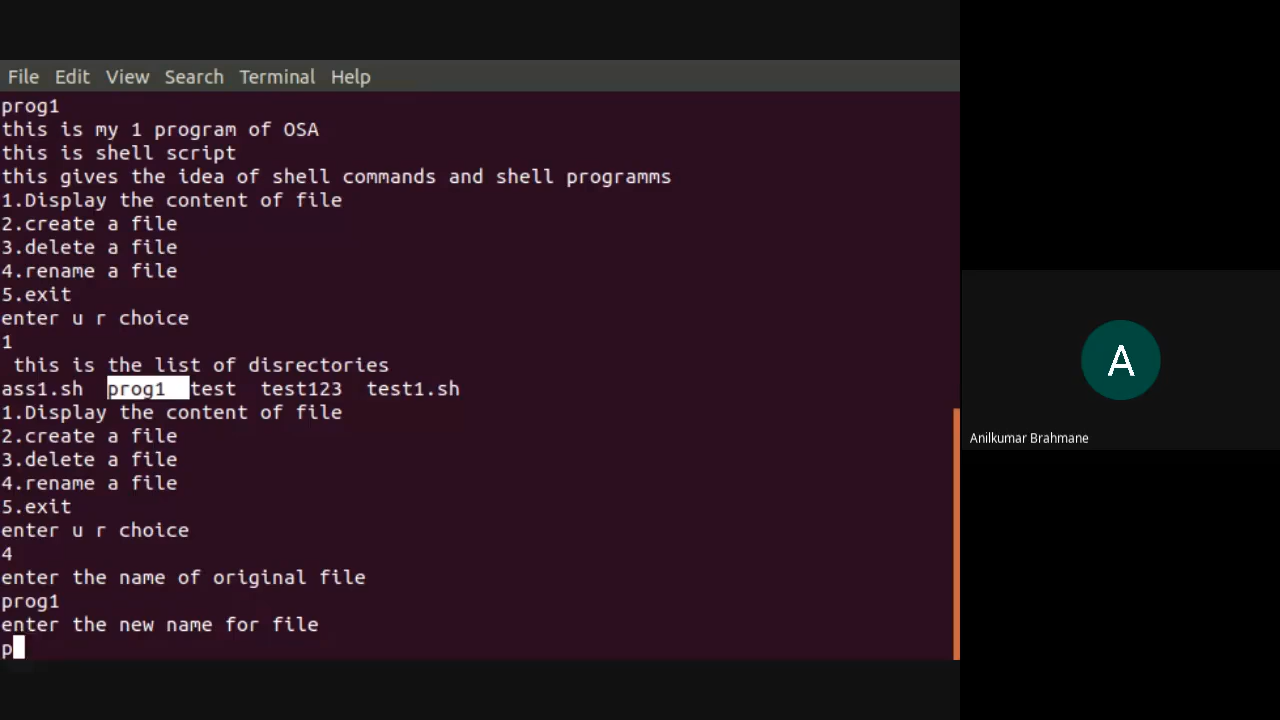 File Edit View Search Terminal Help
prog1
this is my 1 program of OSA
this is shell script
this gives the idea of shell commands and shell programms
1.Display the content of file
2.create a file
3.delete a file
4.rename a file
5.exit
enter u r choice
1
this is the list of disrectories
ass1.sh prog1 test test123 test1.sh
1.Display the content of file
2.create a file
3.delete a file
4.rename a file
5.exit
enter u r choice
4
enter the name of original file
prog1
enter the new name for file
p
A
Anilkumar Brahmane